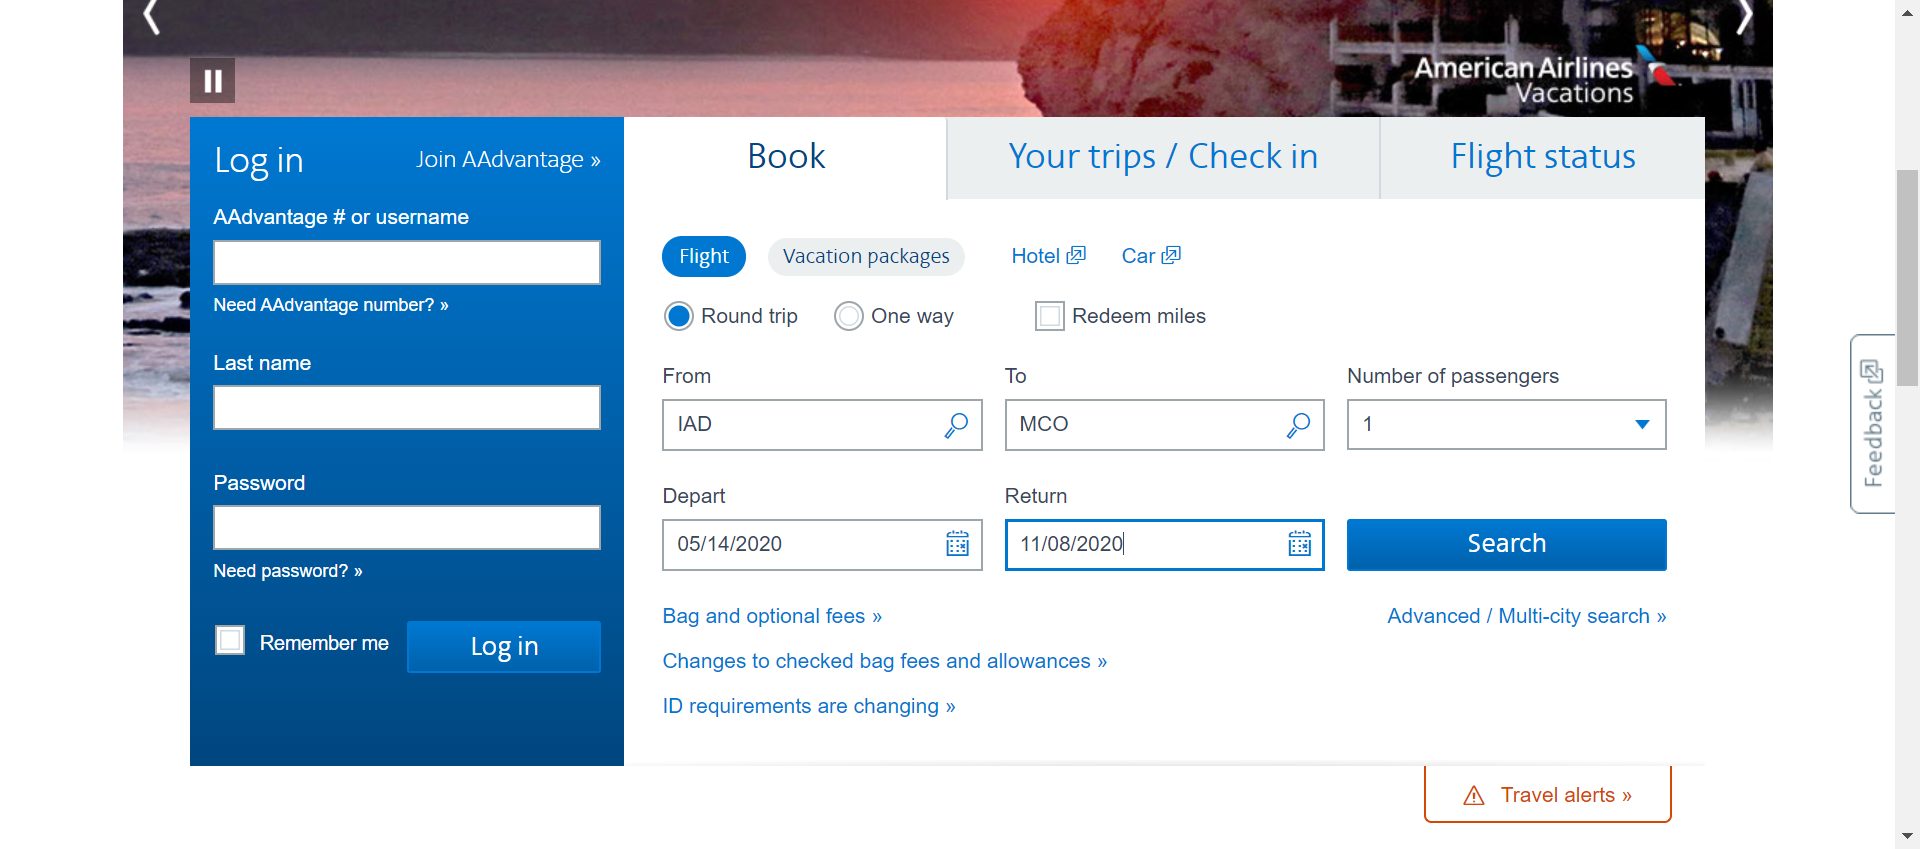 American Airlines
Vacations
Log in
Join AAdvantage »
AAdvantage # or username
Need AAdvantage number? »
Last name
Password
Need password? »
Remember me
Log in
Book
Your trips / Check in
Flight status
Flight
Vacation packages
Hotel
Car
Round trip
One way
Redeem miles
From
To
Number of passengers
IAD
MCO
1
Depart
Return
05/14/2020
11/08/2020
Search
Bag and optional fees »
Advanced / Multi-city search »
Changes to checked bag fees and allowances »
ID requirements are changing »
Travel alerts »
Feedback